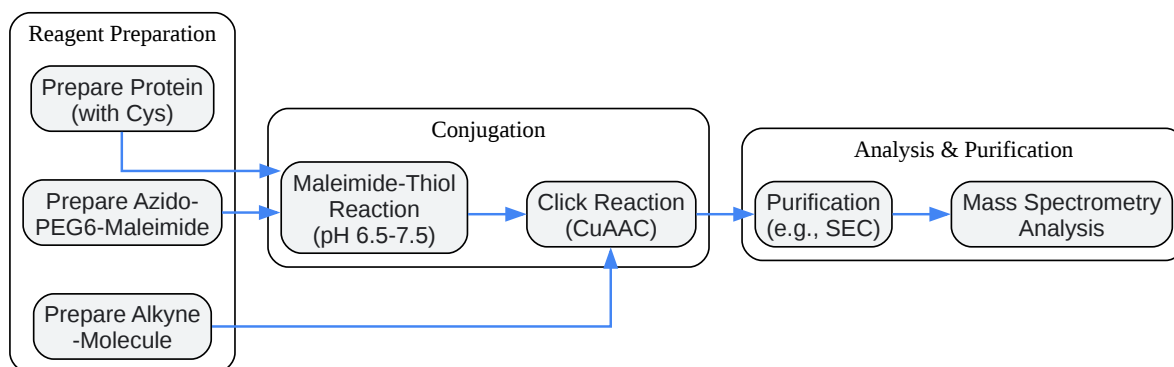 Reagent Preparation
Prepare Protein
(with Cys)
Prepare Azido-
PEG6-Maleimide
Prepare Alkyne
-Molecule
Conjugation
Maleimide-Thiol
Reaction
(pH 6.5-7.5)
Click Reaction
(CuAAC)
Analysis & Purification
Purification
(e.g., SEC)
Mass Spectrometry
Analysis